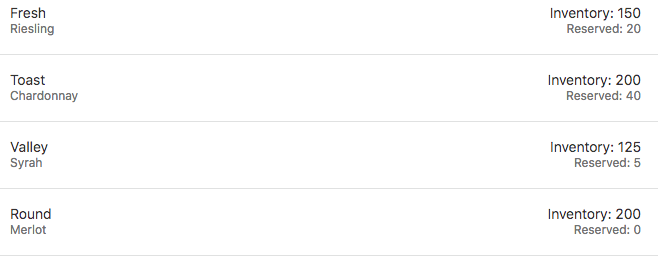 Fresh Inventory: 150
Riesling Reserved: 20
Toast Inventory: 200
Chardonnay Reserved: 40
Valley Inventory: 125
Syrah Reserved: 5
Round Inventory: 200
Merlot Reserved: 0